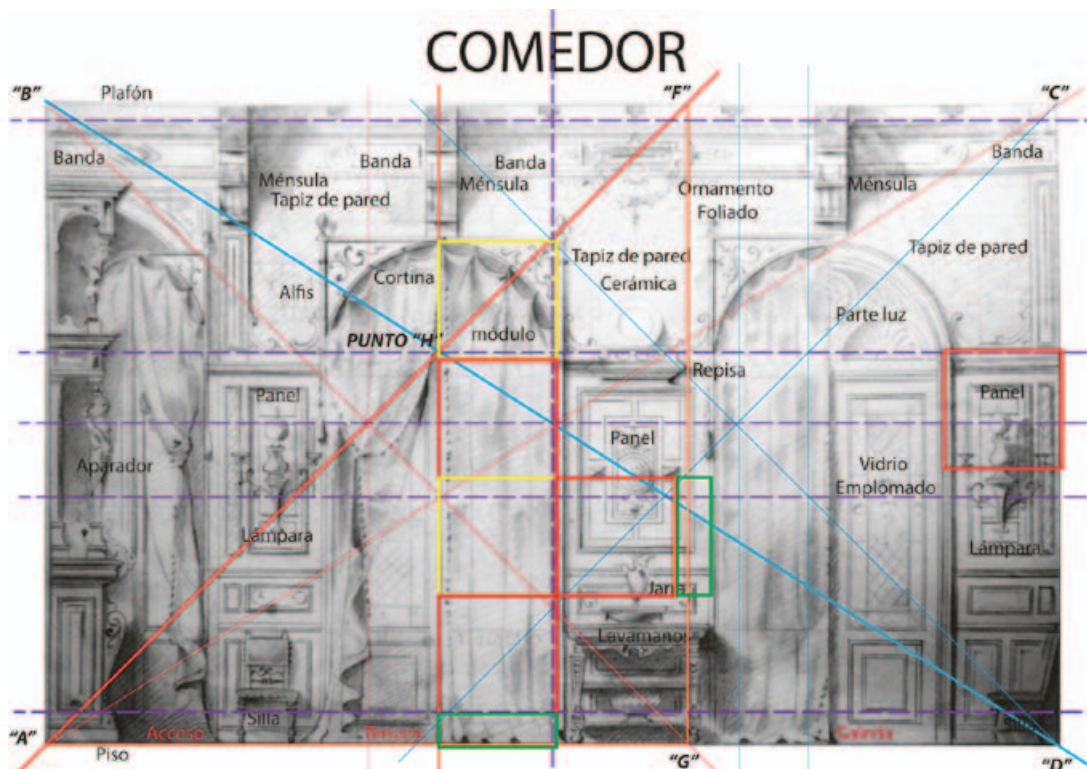 COMEDOR
"B"
Plafón
"F"
"C"
Banda
Banda
Banda
Banda
Ménsula
Ménsula
Ornamento
Ménsula
Tapiz de pared
Foliado
Tapiz de pared
Tapiz de pared
Cortina
Cerámica
Alfis
Parte luz
PUNTO "H"
módulo
Repisa
Panel
Panel
Panel
Aparador
Vidrio
Emplomado
Lámpara
Lámpara
Jarra
Lavamanos
Silla
"A"
Acceso
Galería
Piso
"G"
"D"